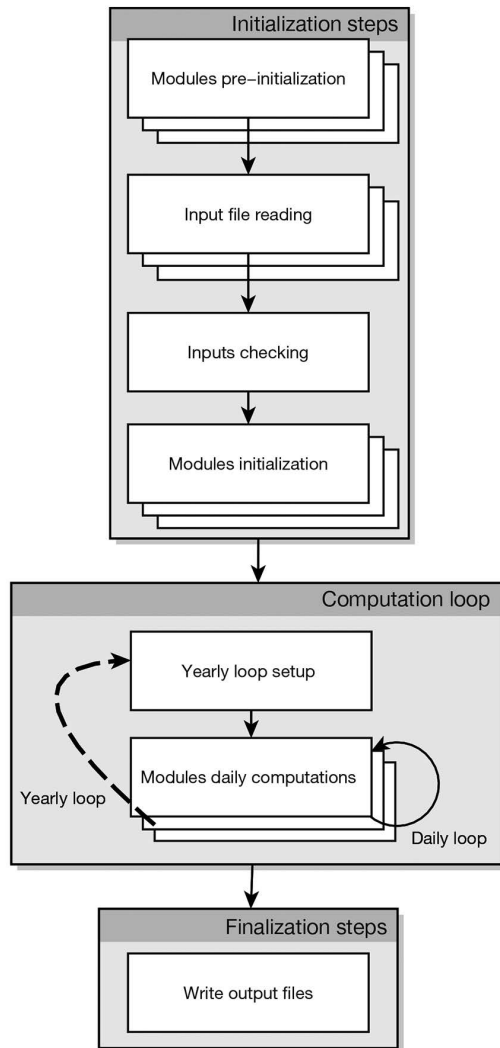 Initialization steps
Modules pre–initialization
Input file reading
Inputs checking
Modules initialization
Computation loop
Yearly loop setup
Modules daily computations
Yearly loop
Daily loop
Finalization steps
Write output files